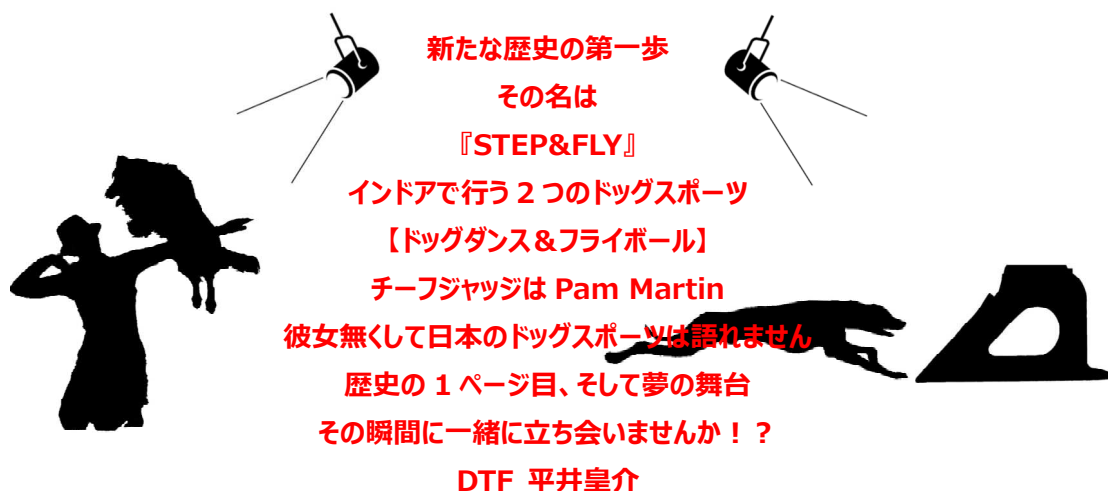 新たな歴史の第一歩
その名は
『STEP&FLY』
インドアで行う２つのドッグスポーツ
【ドッグダンス＆フライボール】
チーフジャッジは Pam Martin
彼女無くして日本のドッグスポーツは語れません
歴史の１ページ目、そして夢の舞台
その瞬間に一緒に立ち会いませんか！？
DTF 平井皇介